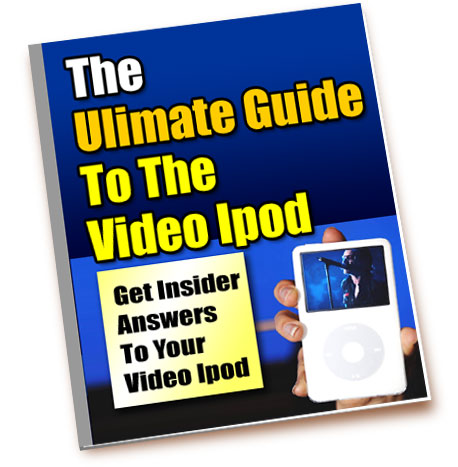 The
Ulimate Guide
To The
Video Ipod
Get Insider
Answers
To Your
Video Ipod